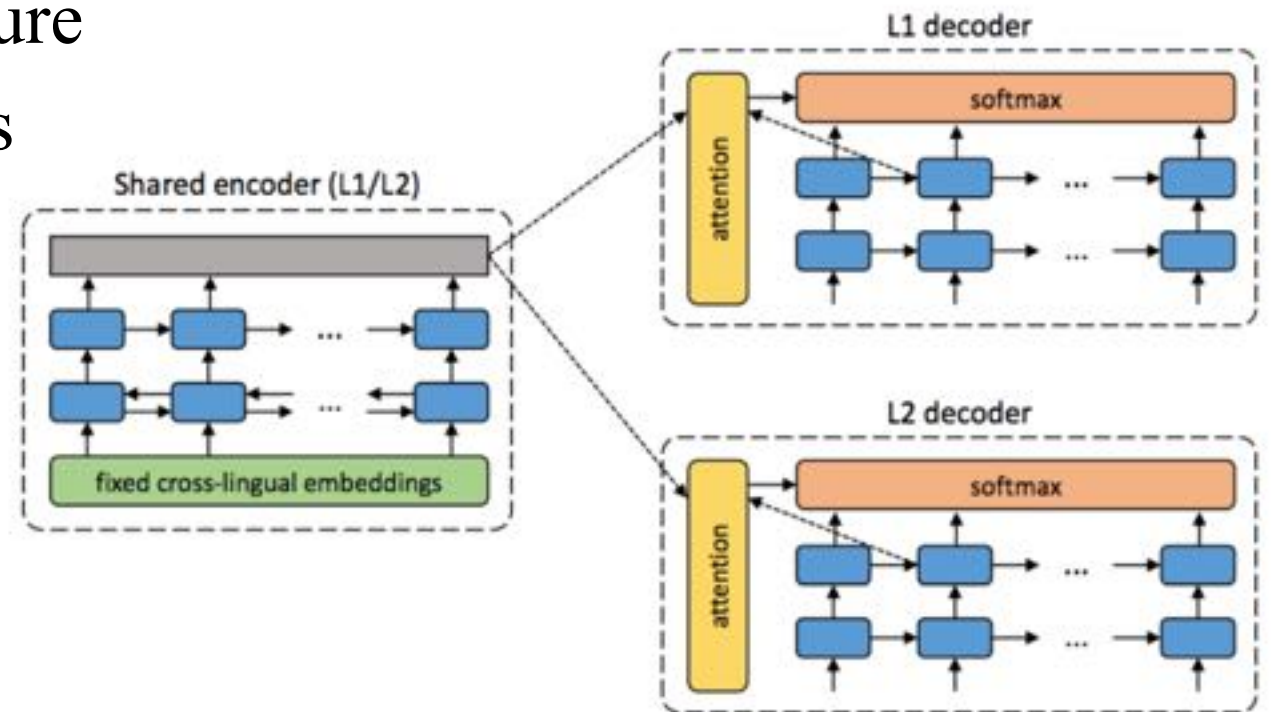 ure
s
Shared encoder (L1/L2)
...
...
fixed cross-lingual embeddings
L1 decoder
attention
softmax
...
...
L2 decoder
attention
softmax
...
...